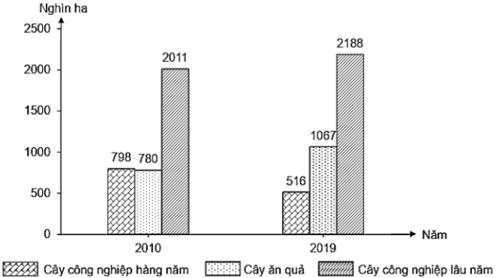 Nghìn ha
2500
2000
1000
500
0
798
780
2011
516
1067
2188
2010
2019
Năm
Cây công nghiệp hàng năm
Cây ăn quả
Cây công nghiệp lâu năm